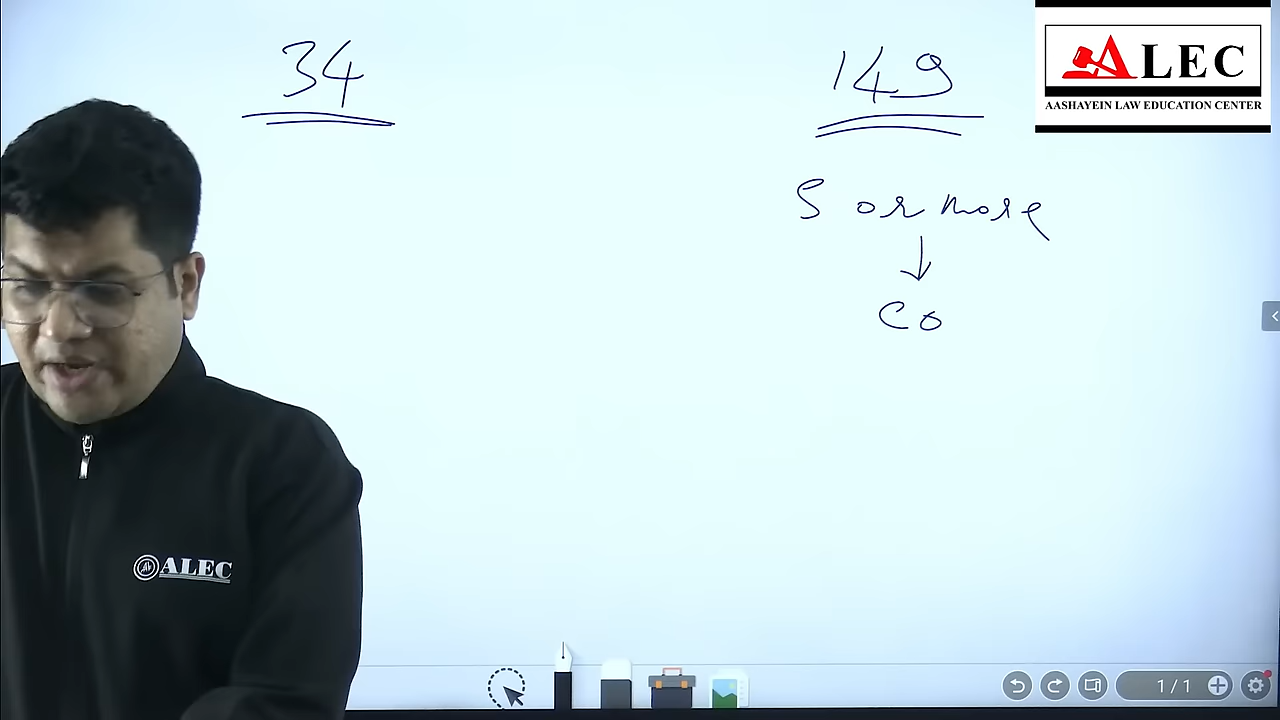 34
149
5 or more
↓
CO
ALEC
AASHAYEIN LAW EDUCATION CENTER
ALEC
1/1